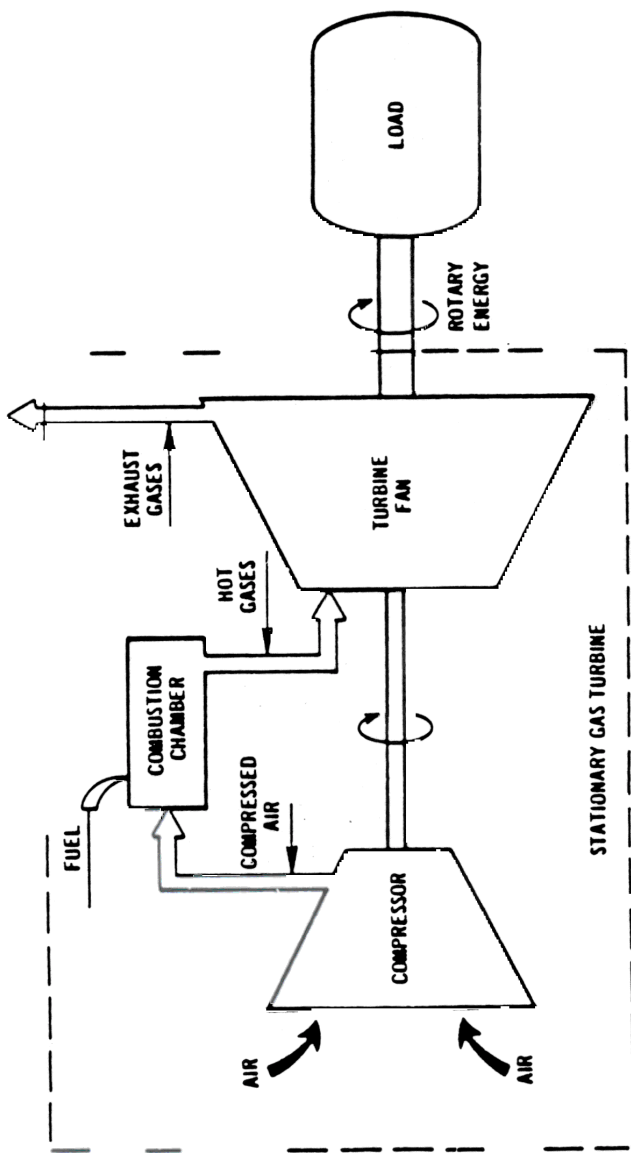 EXHAUST
GASES
FUEL
COMBUSTION
CHAMBER
HOT
GASES
COMPRESSED
AIR
AIR
COMPRESSOR
AIR
TURBINE
FAN
ROTARY
ENERGY
LOAD
STATIONARY GAS TURBINE